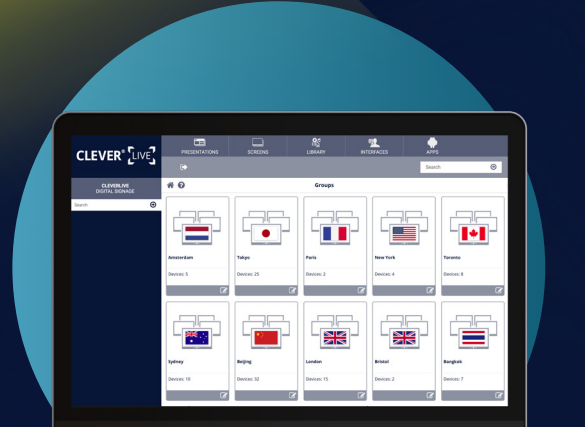 CLEVER® [LIVE]
PRESENTATIONS
SCREENS
LIBRARY
INTERFACES
APPS
Search
CLEVERLIVE
DIGITAL SIGNAGE
Search
Groups
Amsterdam
Devices: 5
Tokyo
Devices: 25
Paris
Devices: 2
New York
Devices: 4
Toronto
Devices: 8
Sydney
Devices: 10
Beijing
Devices: 32
London
Devices: 15
Bristol
Devices: 2
Bangkok
Devices: 7